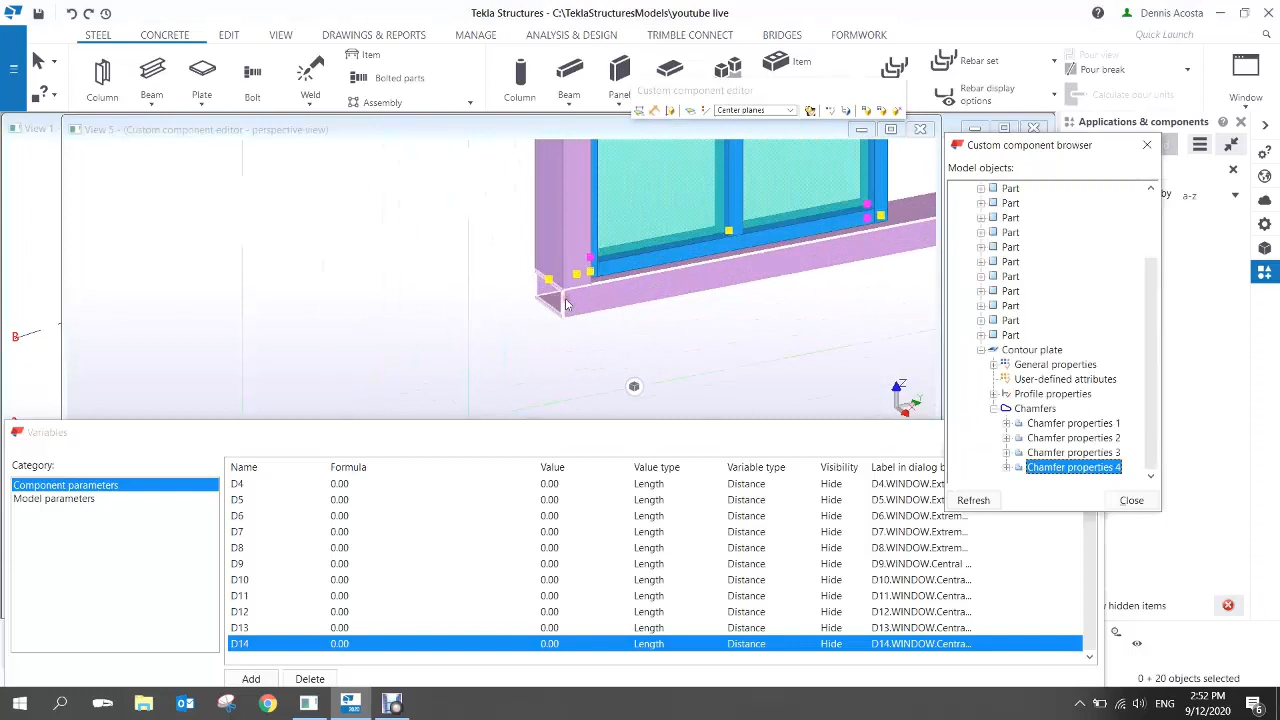 Tekla Structures - C:\TeklaStructuresModels\youtube live
Dennis Acosta
STEEL CONCRETE EDIT VIEW DRAWINGS & REPORTS MANAGE ANALYSIS & DESIGN TRIMBLE CONNECT BRIDGES FORMWORK
Quick Launch
Column Beam Plate Bolt Weld
Item
Bolted parts
Assembly
Column Beam Panel
Item
Rebar set
Rebar display options
Pour view
Pour break
Calculate pour units
Window
Custom component editor
Center planes
View 1
View 5 - (Custom component editor - perspective view)
Applications & components
by
a-z
Custom component browser
Model objects:
Part
Part
Part
Part
Part
Part
Part
Part
Part
Part
Part
Contour plate
General properties
User-defined attributes
Profile properties
Chamfers
Chamfer properties 1
Chamfer properties 2
Chamfer properties 3
Chamfer properties 4
Refresh Close
B
Z
Variables
Category:
Component parameters
Model parameters
Name Formula Value Value type Variable type Visibility Label in dialog b
D4 0.00 0.00 Length Distance Hide D4.WINDOW.Extrem...
D5 0.00 0.00 Length Distance Hide D5.WINDOW.Extrem...
D6 0.00 0.00 Length Distance Hide D6.WINDOW.Extrem...
D7 0.00 0.00 Length Distance Hide D7.WINDOW.Extrem...
D8 0.00 0.00 Length Distance Hide D8.WINDOW.Extrem...
D9 0.00 0.00 Length Distance Hide D9.WINDOW.Central ...
D10 0.00 0.00 Length Distance Hide D10.WINDOW.Centra...
D11 0.00 0.00 Length Distance Hide D11.WINDOW.Centra...
D12 0.00 0.00 Length Distance Hide D12.WINDOW.Centra...
D13 0.00 0.00 Length Distance Hide D13.WINDOW.Centra...
D14 0.00 0.00 Length Distance Hide D14.WINDOW.Centra...
Add Delete
y hidden items
0 + 20 objects selected
2020
ENG
2:52 PM
9/12/2020
6